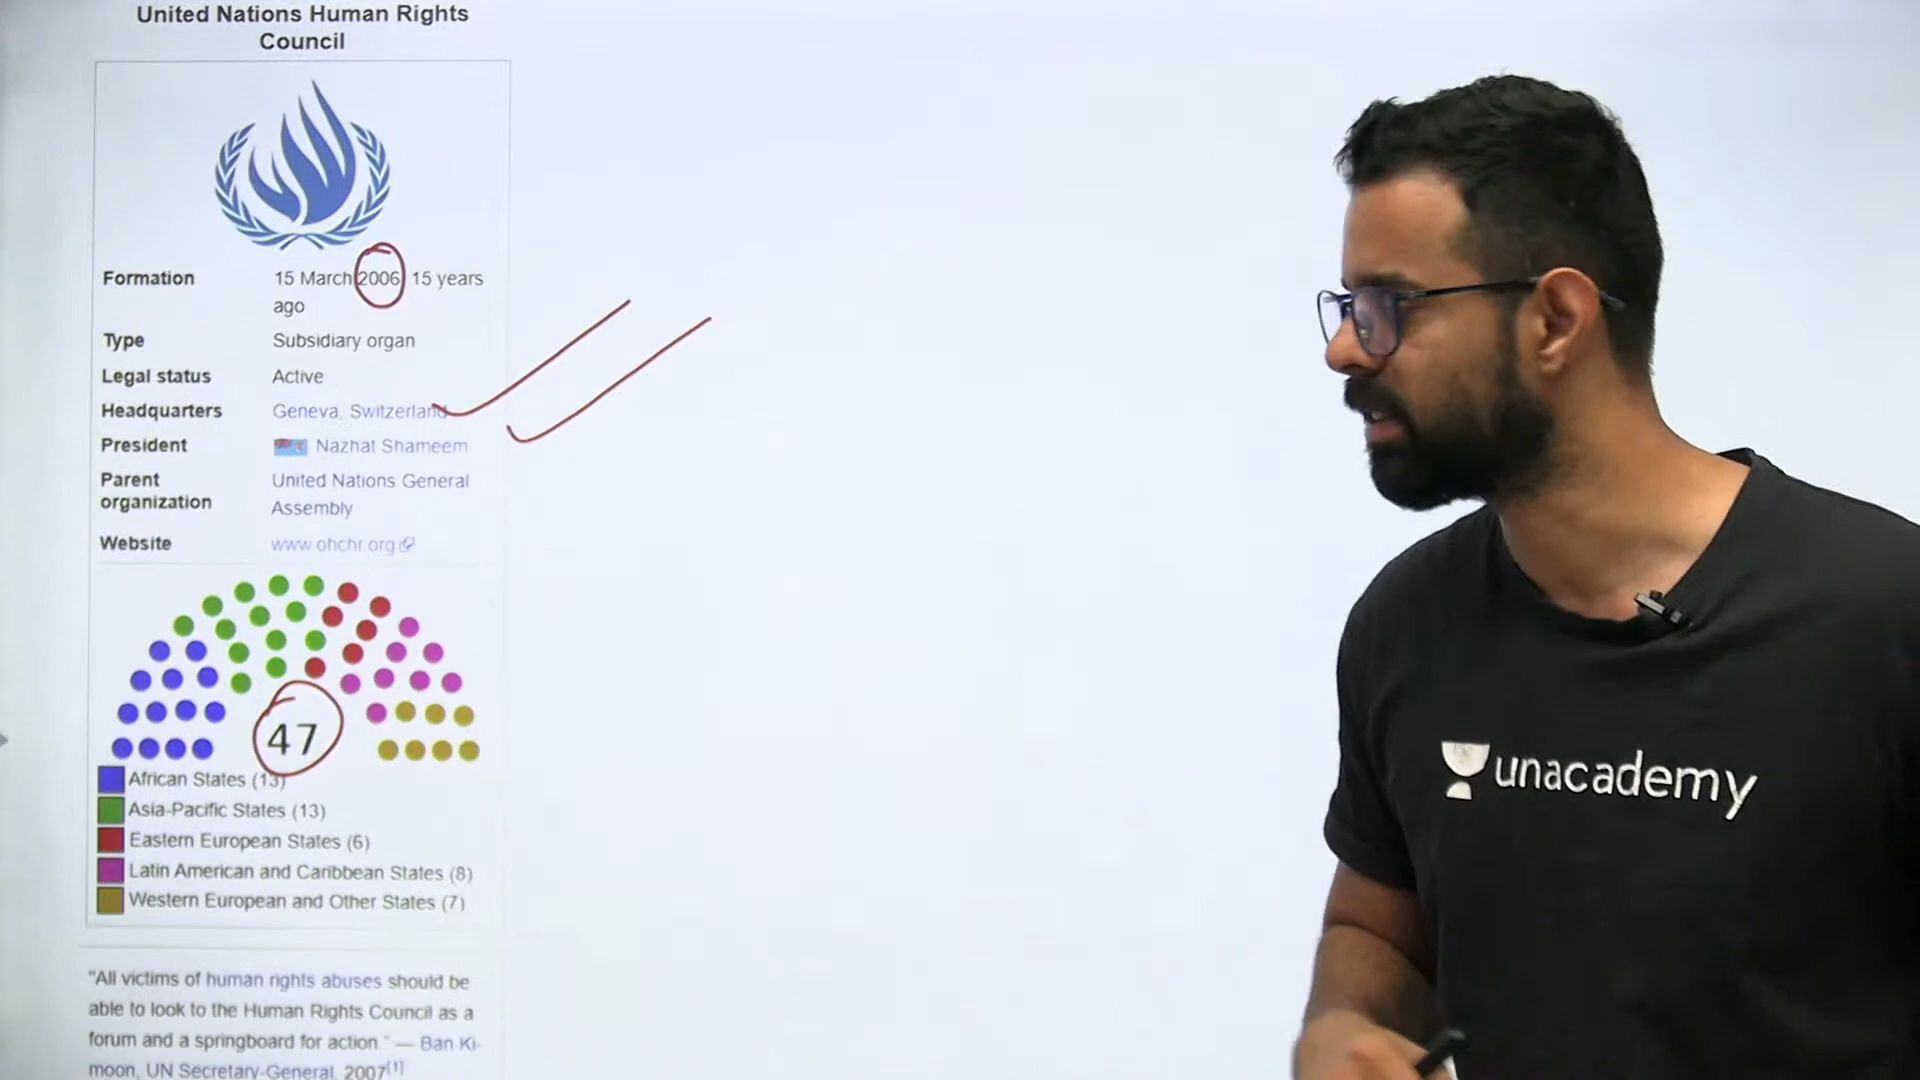 United Nations Human Rights
Council
Formation 15 March 2006 15 years
ago
Type Subsidiary organ
Legal status Active
Headquarters Geneva, Switzerland
President Nazhat Shameem
Parent
organization
United Nations General
Assembly
Website www ohchr org
47
African States (13)
Asia-Pacific States (13)
Eastern European States (6)
Latin American and Caribbean States (8)
Western European and Other States (7)
"All victims of human rights abuses should be
able to look to the Human Rights Council as a
forum and a springboard for action." — Ban Ki-
moon, UN Secretary-General, 2007[1]
unacademy